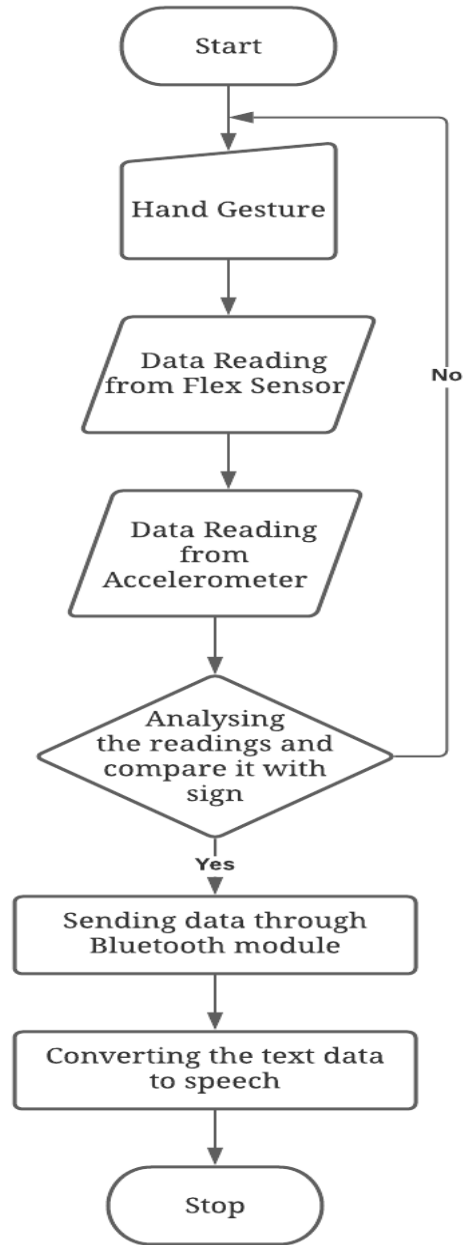 Start
Hand Gesture
Data Reading
from Flex Sensor
No
Data Reading
from
Accelerometer
Analysing
the readings and
compare it with
sign
Yes
Sending data through
Bluetooth module
Converting the text data
to speech
Stop